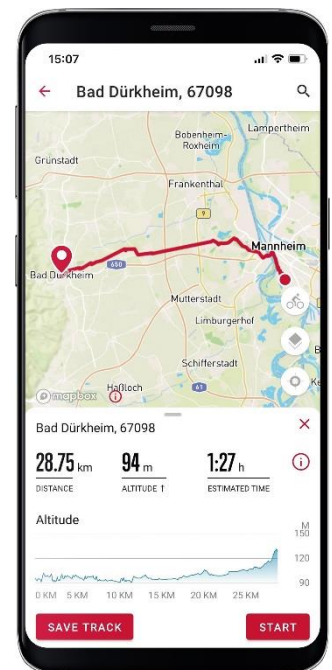 15:07
Bad Dürkheim, 67098
Lampertheim
Bobenheim-
Roxheim
Grünstadt
Frankenthal
9
Mannheim
650
Bad Dürkheim
Mutterstadt
Limburgerhof
Schifferstadt
Haßloch
61
mapbox
Bad Dürkheim, 67098
28.75 km
94 m
1:27 h
DISTANCE
ALTITUDE ↑
ESTIMATED TIME
Altitude
M
150
120
90
0 KM 5 KM 10 KM 15 KM 20 KM 25 KM
SAVE TRACK
START